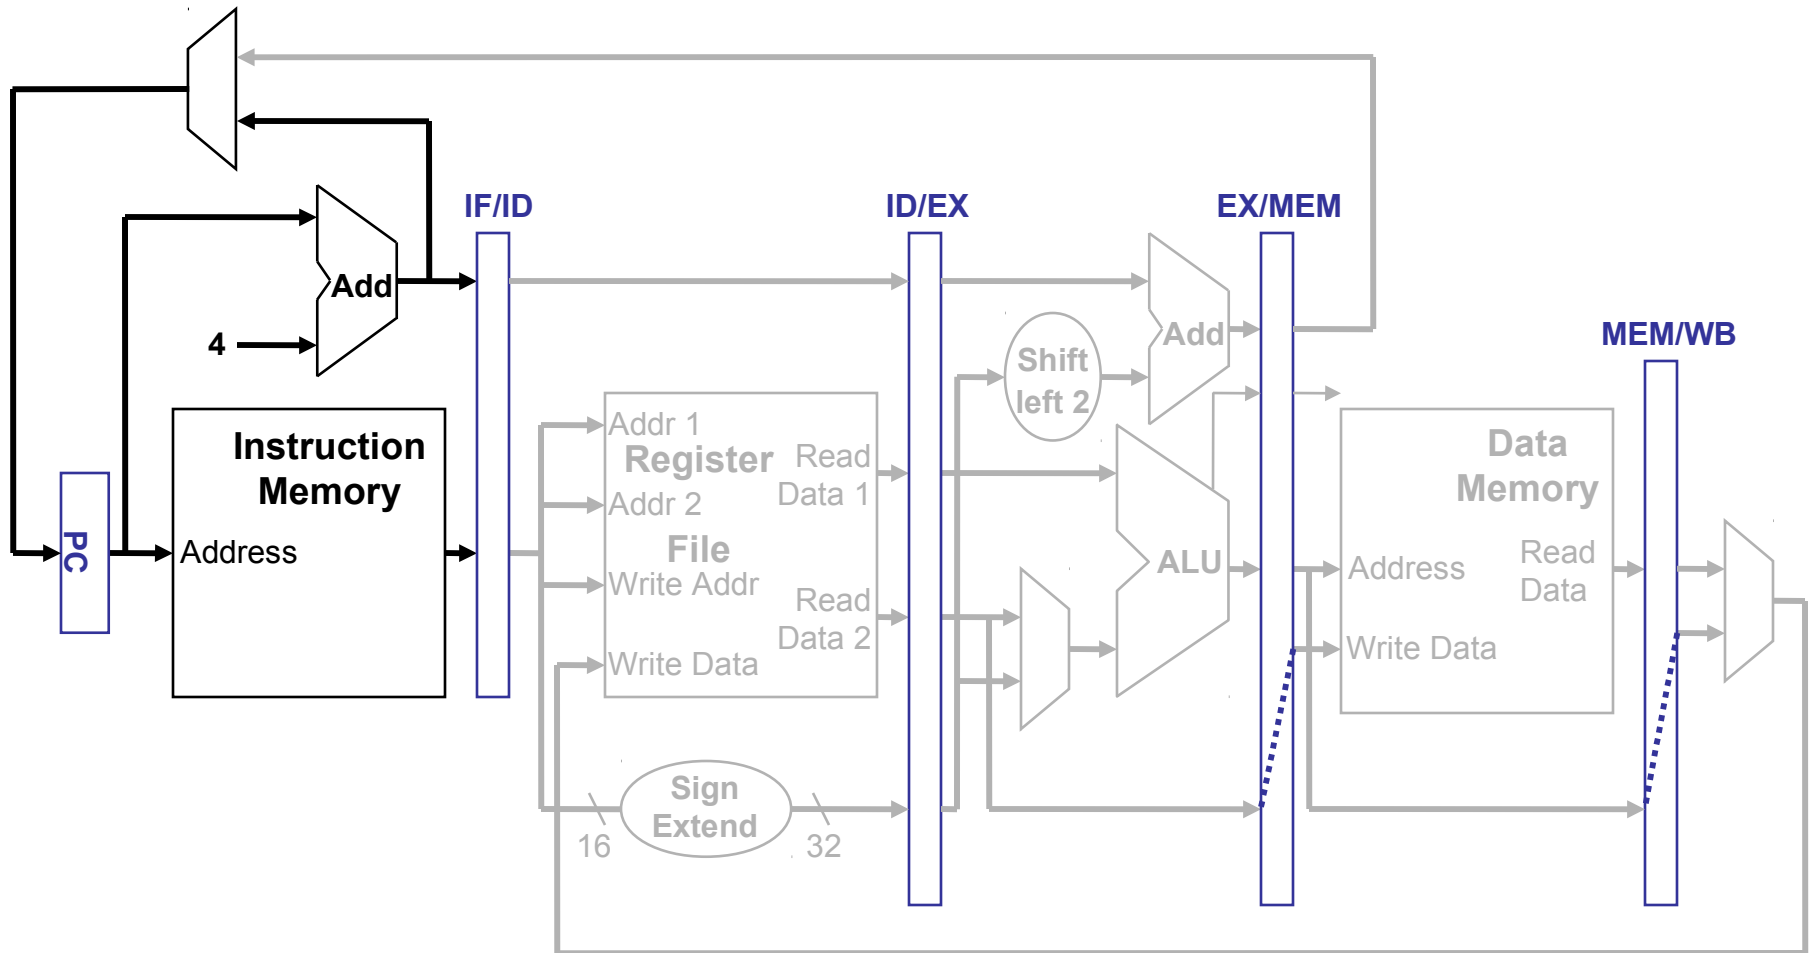 IF/ID
ID/EX
EX/MEM
MEM/WB
Add
4
Instruction
Memory
Address
PC
Addr 1
Register
Read
Data 1
Addr 2
File
Write Addr
Read
Data 2
Write Data
Sign
Extend
16
32
Shift
left 2
Add
ALU
Data
Memory
Address
Read
Data
Write Data